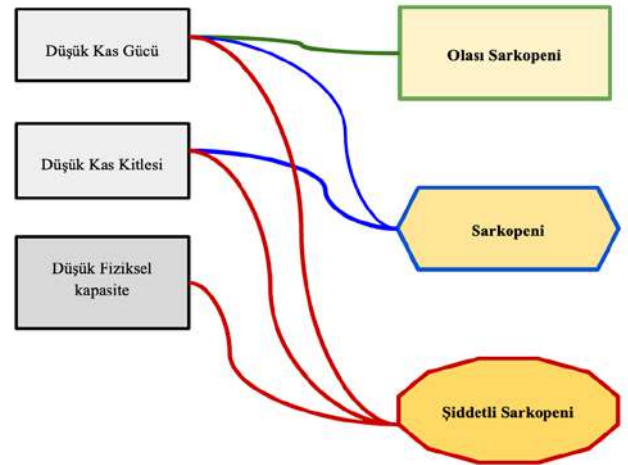 Düşük Kas Gücü
Olası Sarkopeni
Düşük Kas Kitlesi
Sarkopeni
Düşük Fiziksel
kapasite
Şiddetli Sarkopeni